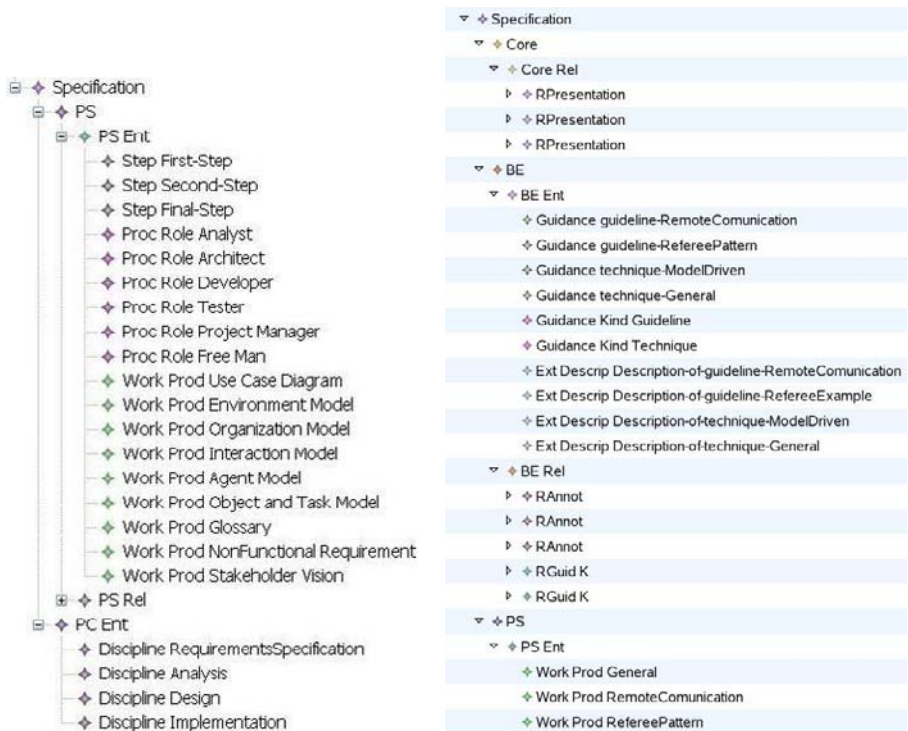 Specification
PS
PS Ent
Step First-Step
Step Second-Step
Step Final-Step
Proc Role Analyst
Proc Role Architect
Proc Role Developer
Proc Role Tester
Proc Role Project Manager
Proc Role Free Man
Work Prod Use Case Diagram
Work Prod Environment Model
Work Prod Organization Model
Work Prod Interaction Model
Work Prod Agent Model
Work Prod Object and Task Model
Work Prod Glossary
Work Prod NonFunctional Requirement
Work Prod Stakeholder Vision
PS Rel
PC Ent
Discipline RequirementsSpecification
Discipline Analysis
Discipline Design
Discipline Implementation
Specification
Core
Core Rel
RPresentation
RPresentation
RPresentation
BE
BE Ent
Guidance guideline-RemoteComunication
Guidance guideline-RefereePattern
Guidance technique-ModelDriven
Guidance technique-General
Guidance Kind Guideline
Guidance Kind Technique
Ext Descrip Description-of-guideline-RemoteComunication
Ext Descrip Description-of-guideline-RefereeExample
Ext Descrip Description-of-technique-ModelDriven
Ext Descrip Description-of-technique-General
BE Rel
RAnnot
RAnnot
RAnnot
RGuid K
RGuid K
PS
PS Ent
Work Prod General
Work Prod RemoteComunication
Work Prod RefereePattern